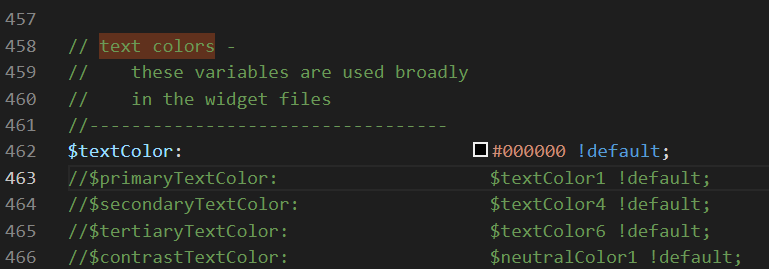 457
458 // text colors -
459 //    these variables are used broadly
460 //    in the widget files
461 //----------------------------------
462 $textColor:                             #000000 !default;
463 //$primaryTextColor:                    $textColor1 !default;
464 //$secondaryTextColor:                  $textColor4 !default;
465 //$tertiaryTextColor:                   $textColor6 !default;
466 //$contrastTextColor:                   $neutralColor1 !default;